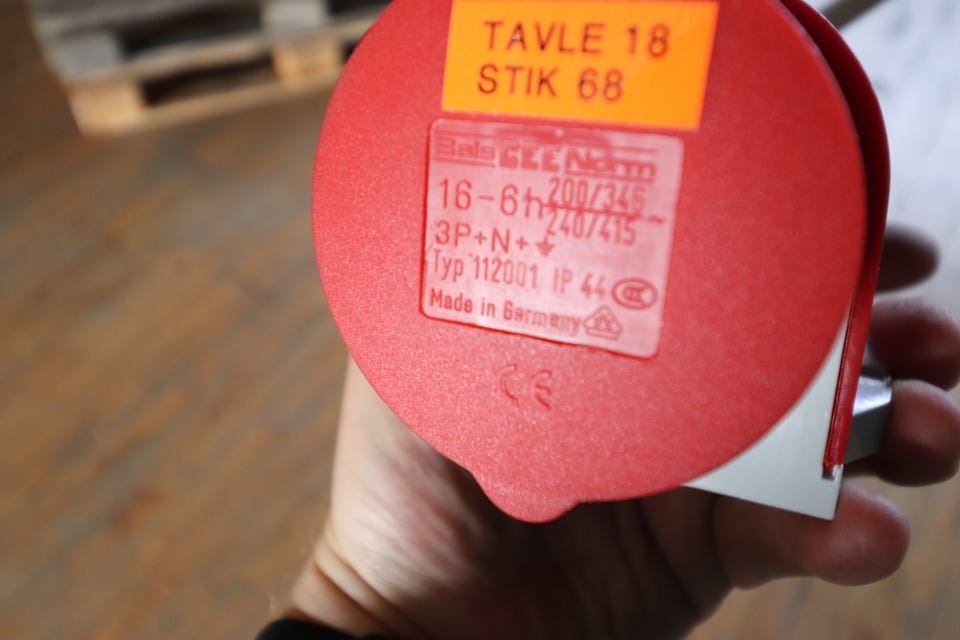 TAVLE 18
STIK 68
Bals CEE Norm
16-6h 200/346
240/415 ~
3P+N+⏚
Typ 112001 IP 44 CCC
Made in Germany
CE